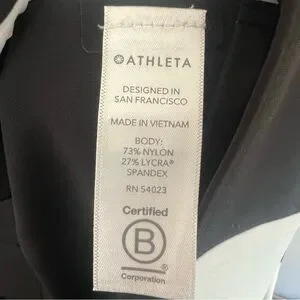 ATHLETA
DESIGNED IN
SAN FRANCISCO
MADE IN VIETNAM
BODY:
73% NYLON
27% LYCRA®
SPANDEX
RN 54023
Certified
B
Corporation